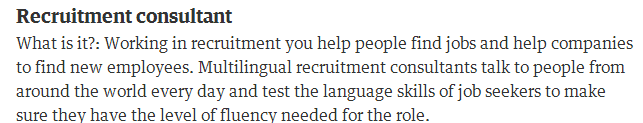 Recruitment consultant
What is it?: Working in recruitment you help people find jobs and help companies
to find new employees. Multilingual recruitment consultants talk to people from
around the world every day and test the language skills of job seekers to make
sure they have the level of fluency needed for the role.